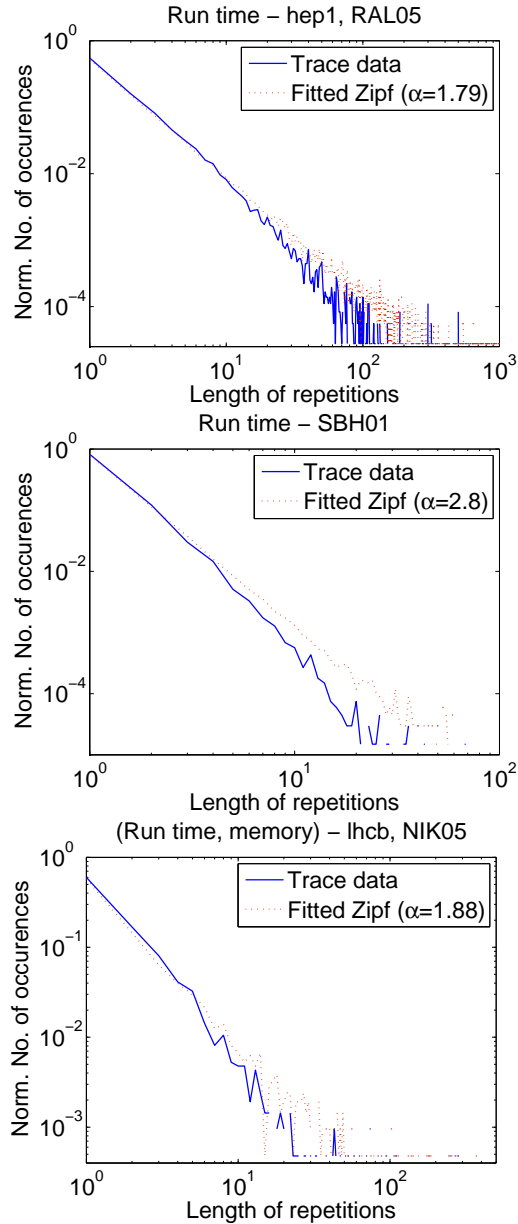 Run time − hep1, RAL05
10^0
10^−2
10^−4
Norm. No. of occurences
Trace data
Fitted Zipf (α=1.79)
10^0 10^1 10^2 10^3
Length of repetitions
Run time − SBH01
10^0
10^−2
10^−4
Norm. No. of occurences
Trace data
Fitted Zipf (α=2.8)
10^0 10^1 10^2
Length of repetitions
(Run time, memory) − lhcb, NIK05
10^0
10^−1
10^−2
10^−3
Norm. No. of occurences
Trace data
Fitted Zipf (α=1.88)
10^0 10^1 10^2
Length of repetitions